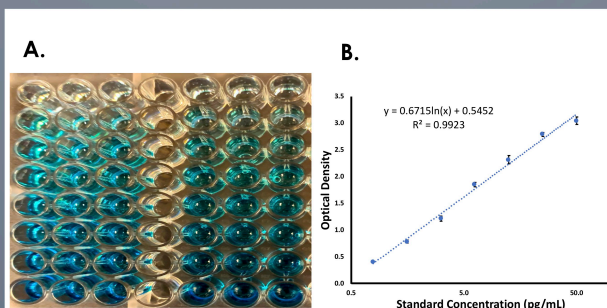 A.
B.
y = 0.6715ln(x) + 0.5452
R² = 0.9923
Optical Density
3.5
3.0
2.5
2.0
1.5
1.0
0.5
0.0
0.5
5.0
50.0
Standard Concentration (pg/mL)